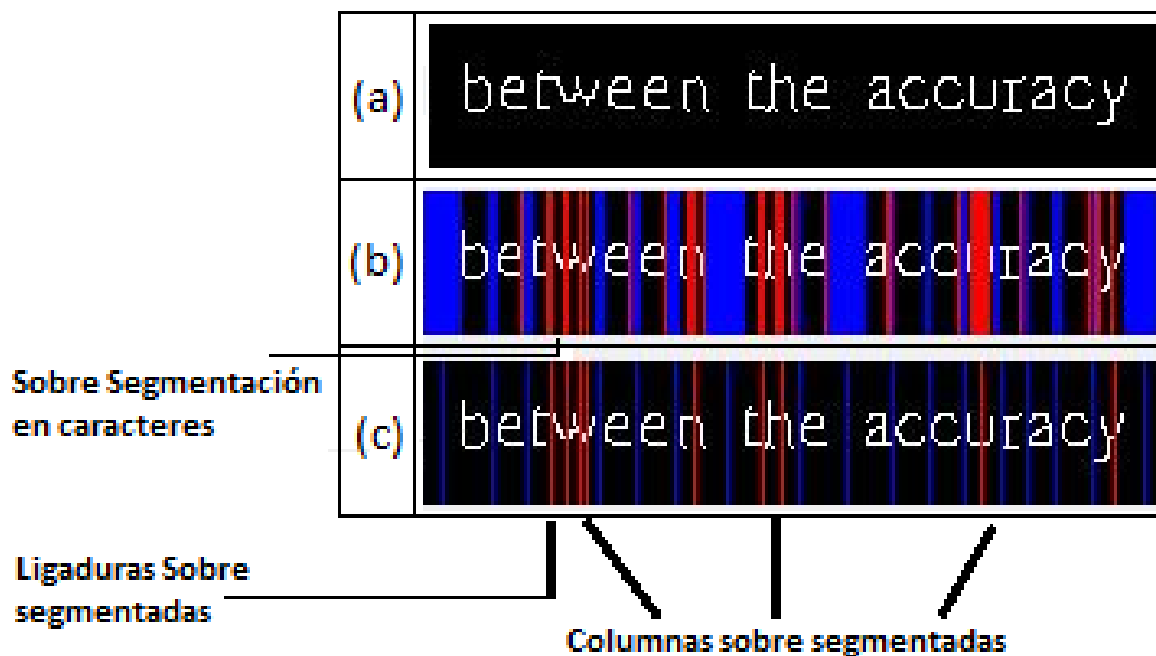 (a)
between the accuracy
(b)
between the accuracy
Sobre Segmentación
en caracteres
(c)
between the accuracy
Ligaduras Sobre
segmentadas
Columnas sobre segmentadas